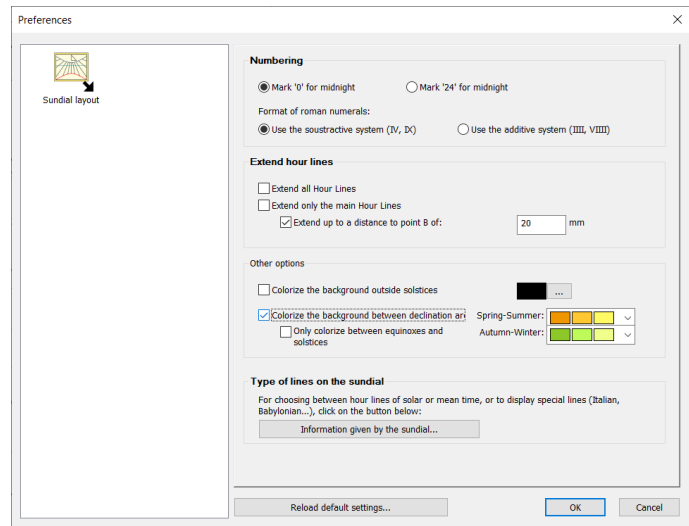 Preferences
Sundial layout
Numbering
Mark '0' for midnight
Mark '24' for midnight
Format of roman numerals:
Use the soustractive system (IV, IX)
Use the additive system (IIII, VIIII)
Extend hour lines
Extend all Hour Lines
Extend only the main Hour Lines
Extend up to a distance to point B of:
20
mm
Other options
Colorize the background outside solstices
...
Colorize the background between declination ar
Spring-Summer:
Only colorize between equinoxes and
solstices
Autumn-Winter:
Type of lines on the sundial
For choosing between hour lines of solar or mean time, or to display special lines (Italian,
Babylonian...), click on the button below:
Information given by the sundial...
Reload default settings...
OK
Cancel